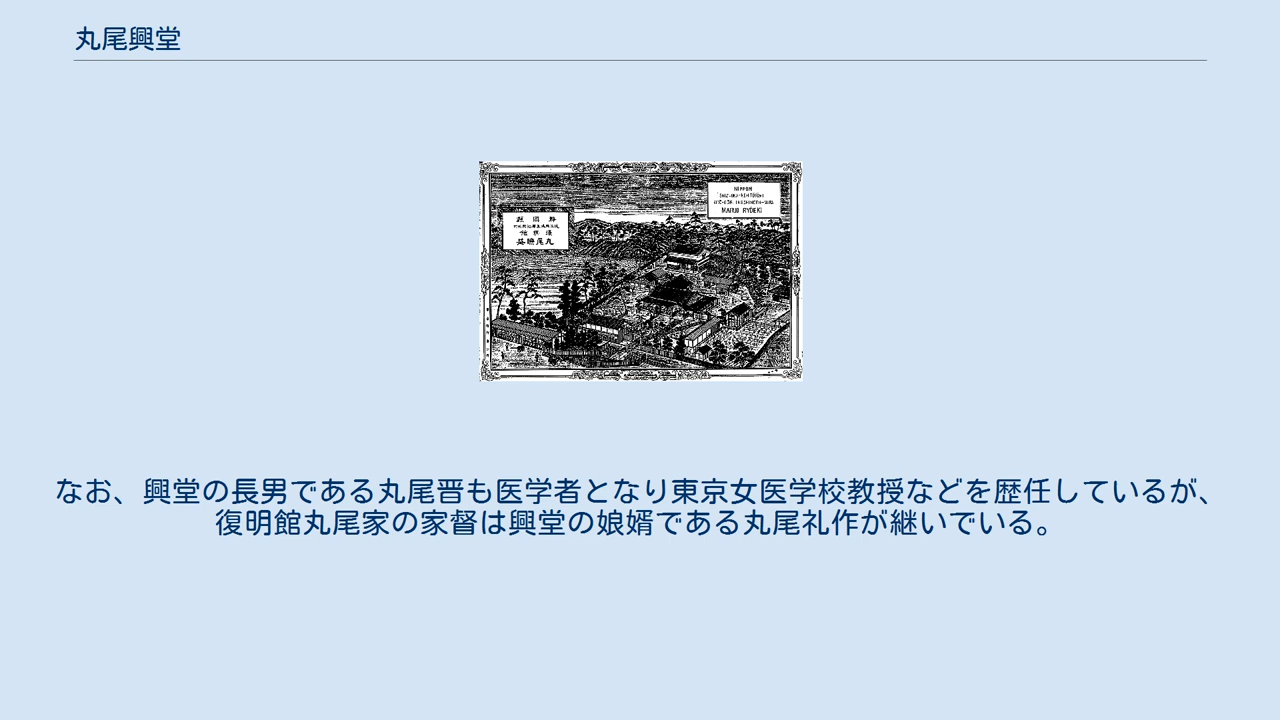 丸尾興堂
NIPPON
MARUO RYOEKI
なお、興堂の長男である丸尾晋も医学者となり東京女医学校教授などを歴任しているが、
復明館丸尾家の家督は興堂の娘婿である丸尾礼作が継いでいる。